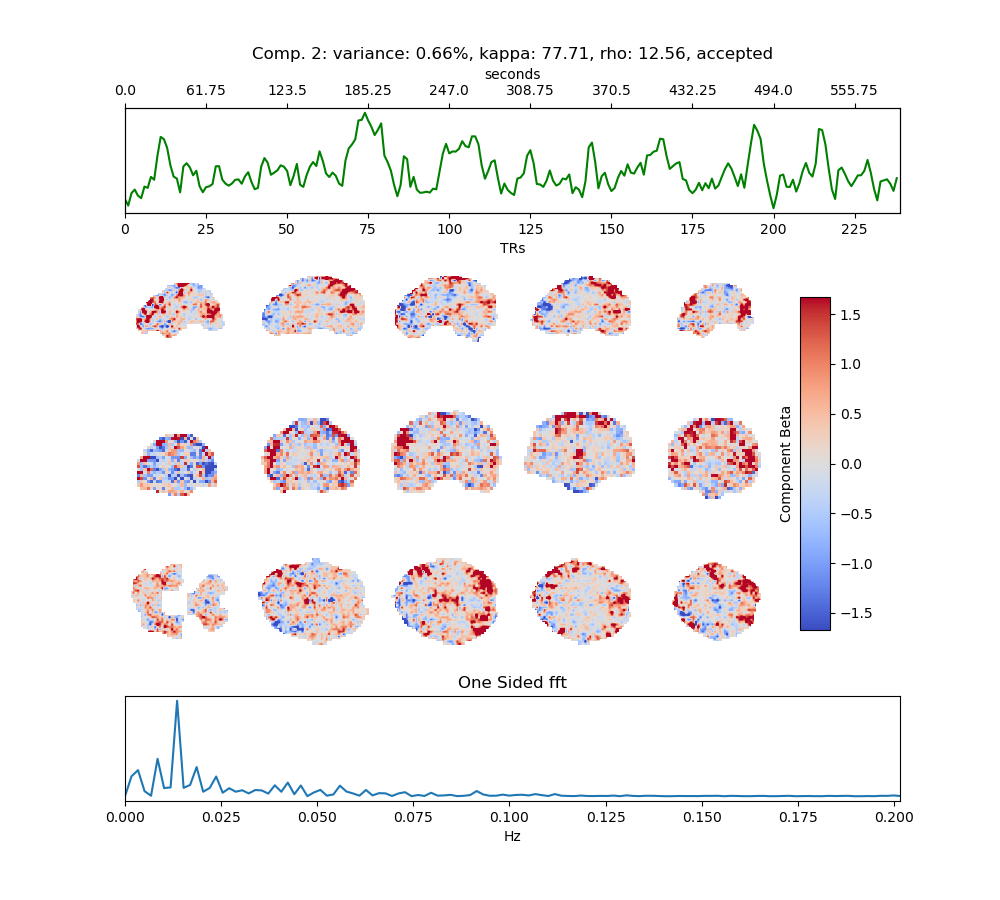 Comp. 2: variance: 0.66%, kappa: 77.71, rho: 12.56, accepted
seconds
0.0 61.75 123.5 185.25 247.0 308.75 370.5 432.25 494.0 555.75
0 25 50 75 100 125 150 175 200 225
TRs
1.5
1.0
0.5
0.0
−0.5
−1.0
−1.5
Component Beta
One Sided fft
0.000 0.025 0.050 0.075 0.100 0.125 0.150 0.175 0.200
Hz